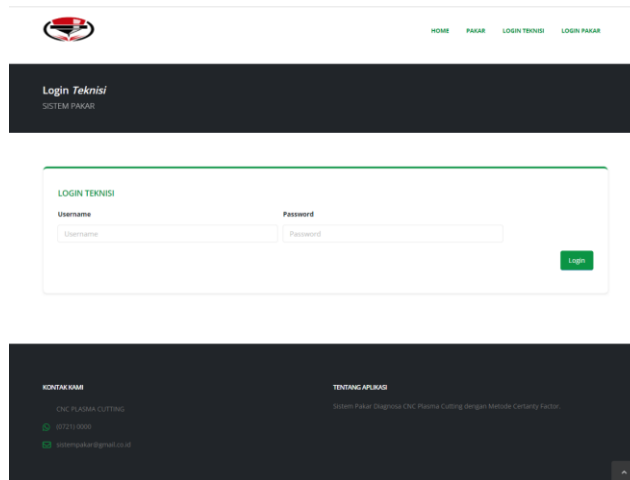 HOME PAKAR LOGIN TEKNISI LOGIN PAKAR
Login Teknisi
SISTEM PAKAR
LOGIN TEKNISI
Username Password
Username Password
Login
KONTAK KAMI TENTANG APLIKASI
CNC PLASMA CUTTING Sistem Pakar Diagnosa CNC Plasma Cutting dengan Metode Certanty Factor
(0721) 0000
sistempakar@gmail.co.id